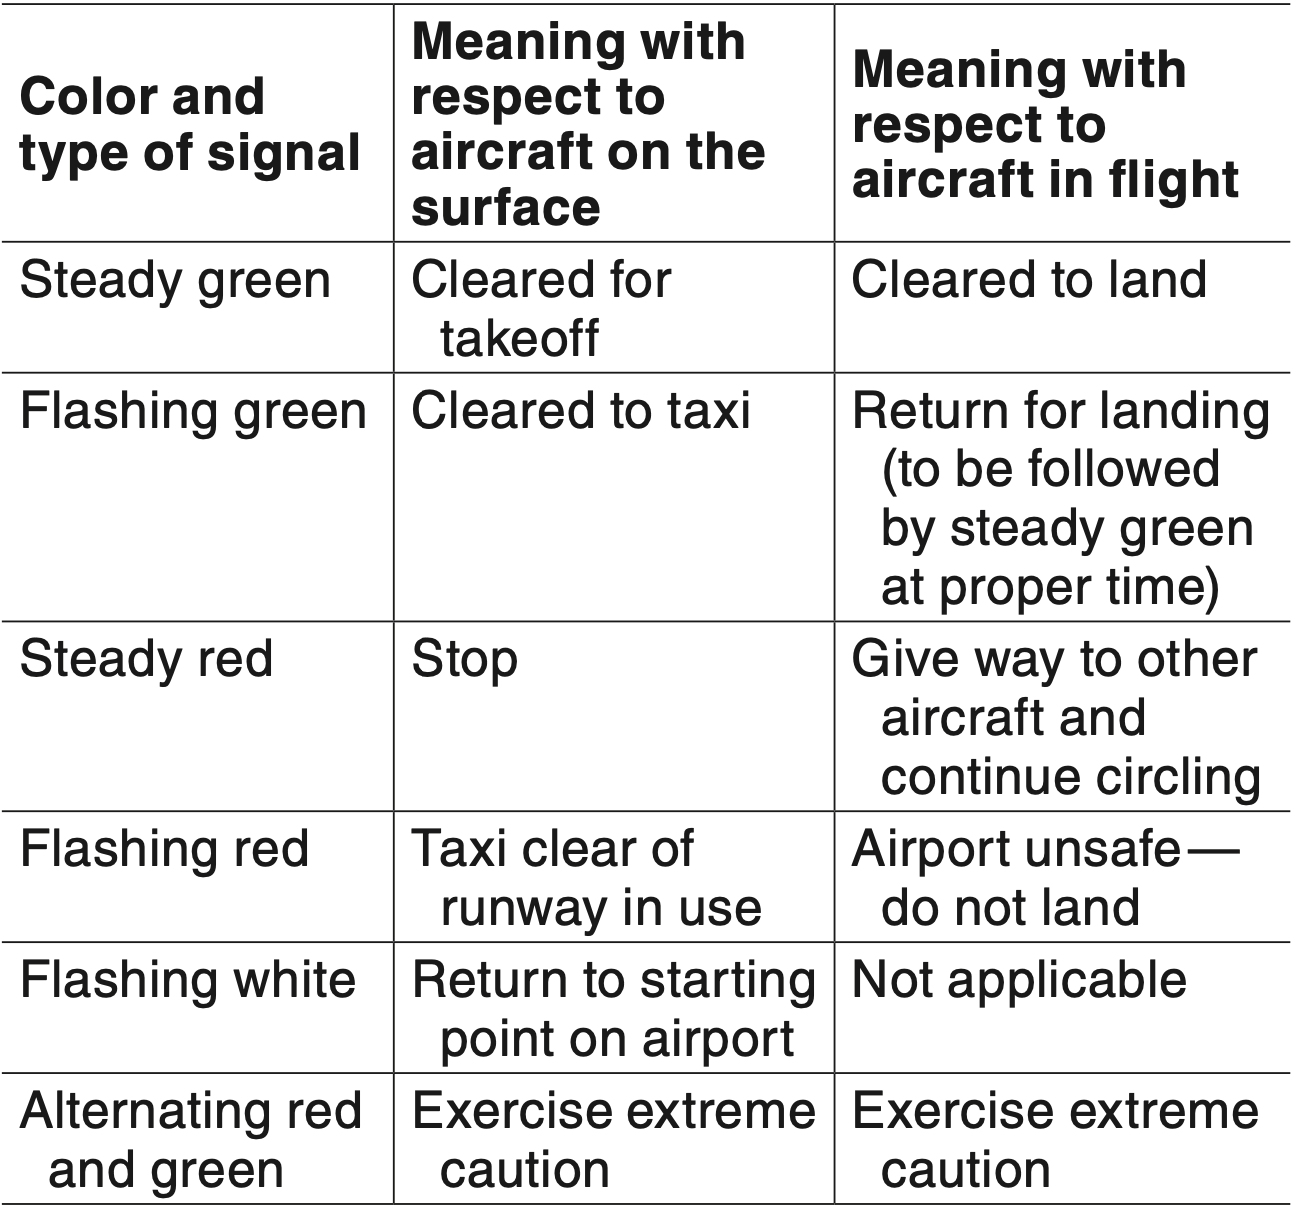 Color and
type of signal
Meaning with
respect to
aircraft on the
surface
Meaning with
respect to
aircraft in flight
Steady green
Cleared for
takeoff
Cleared to land
Flashing green
Cleared to taxi
Return for landing
(to be followed
by steady green
at proper time)
Steady red
Stop
Give way to other
aircraft and
continue circling
Flashing red
Taxi clear of
runway in use
Airport unsafe—
do not land
Flashing white
Return to starting
point on airport
Not applicable
Alternating red
and green
Exercise extreme
caution
Exercise extreme
caution